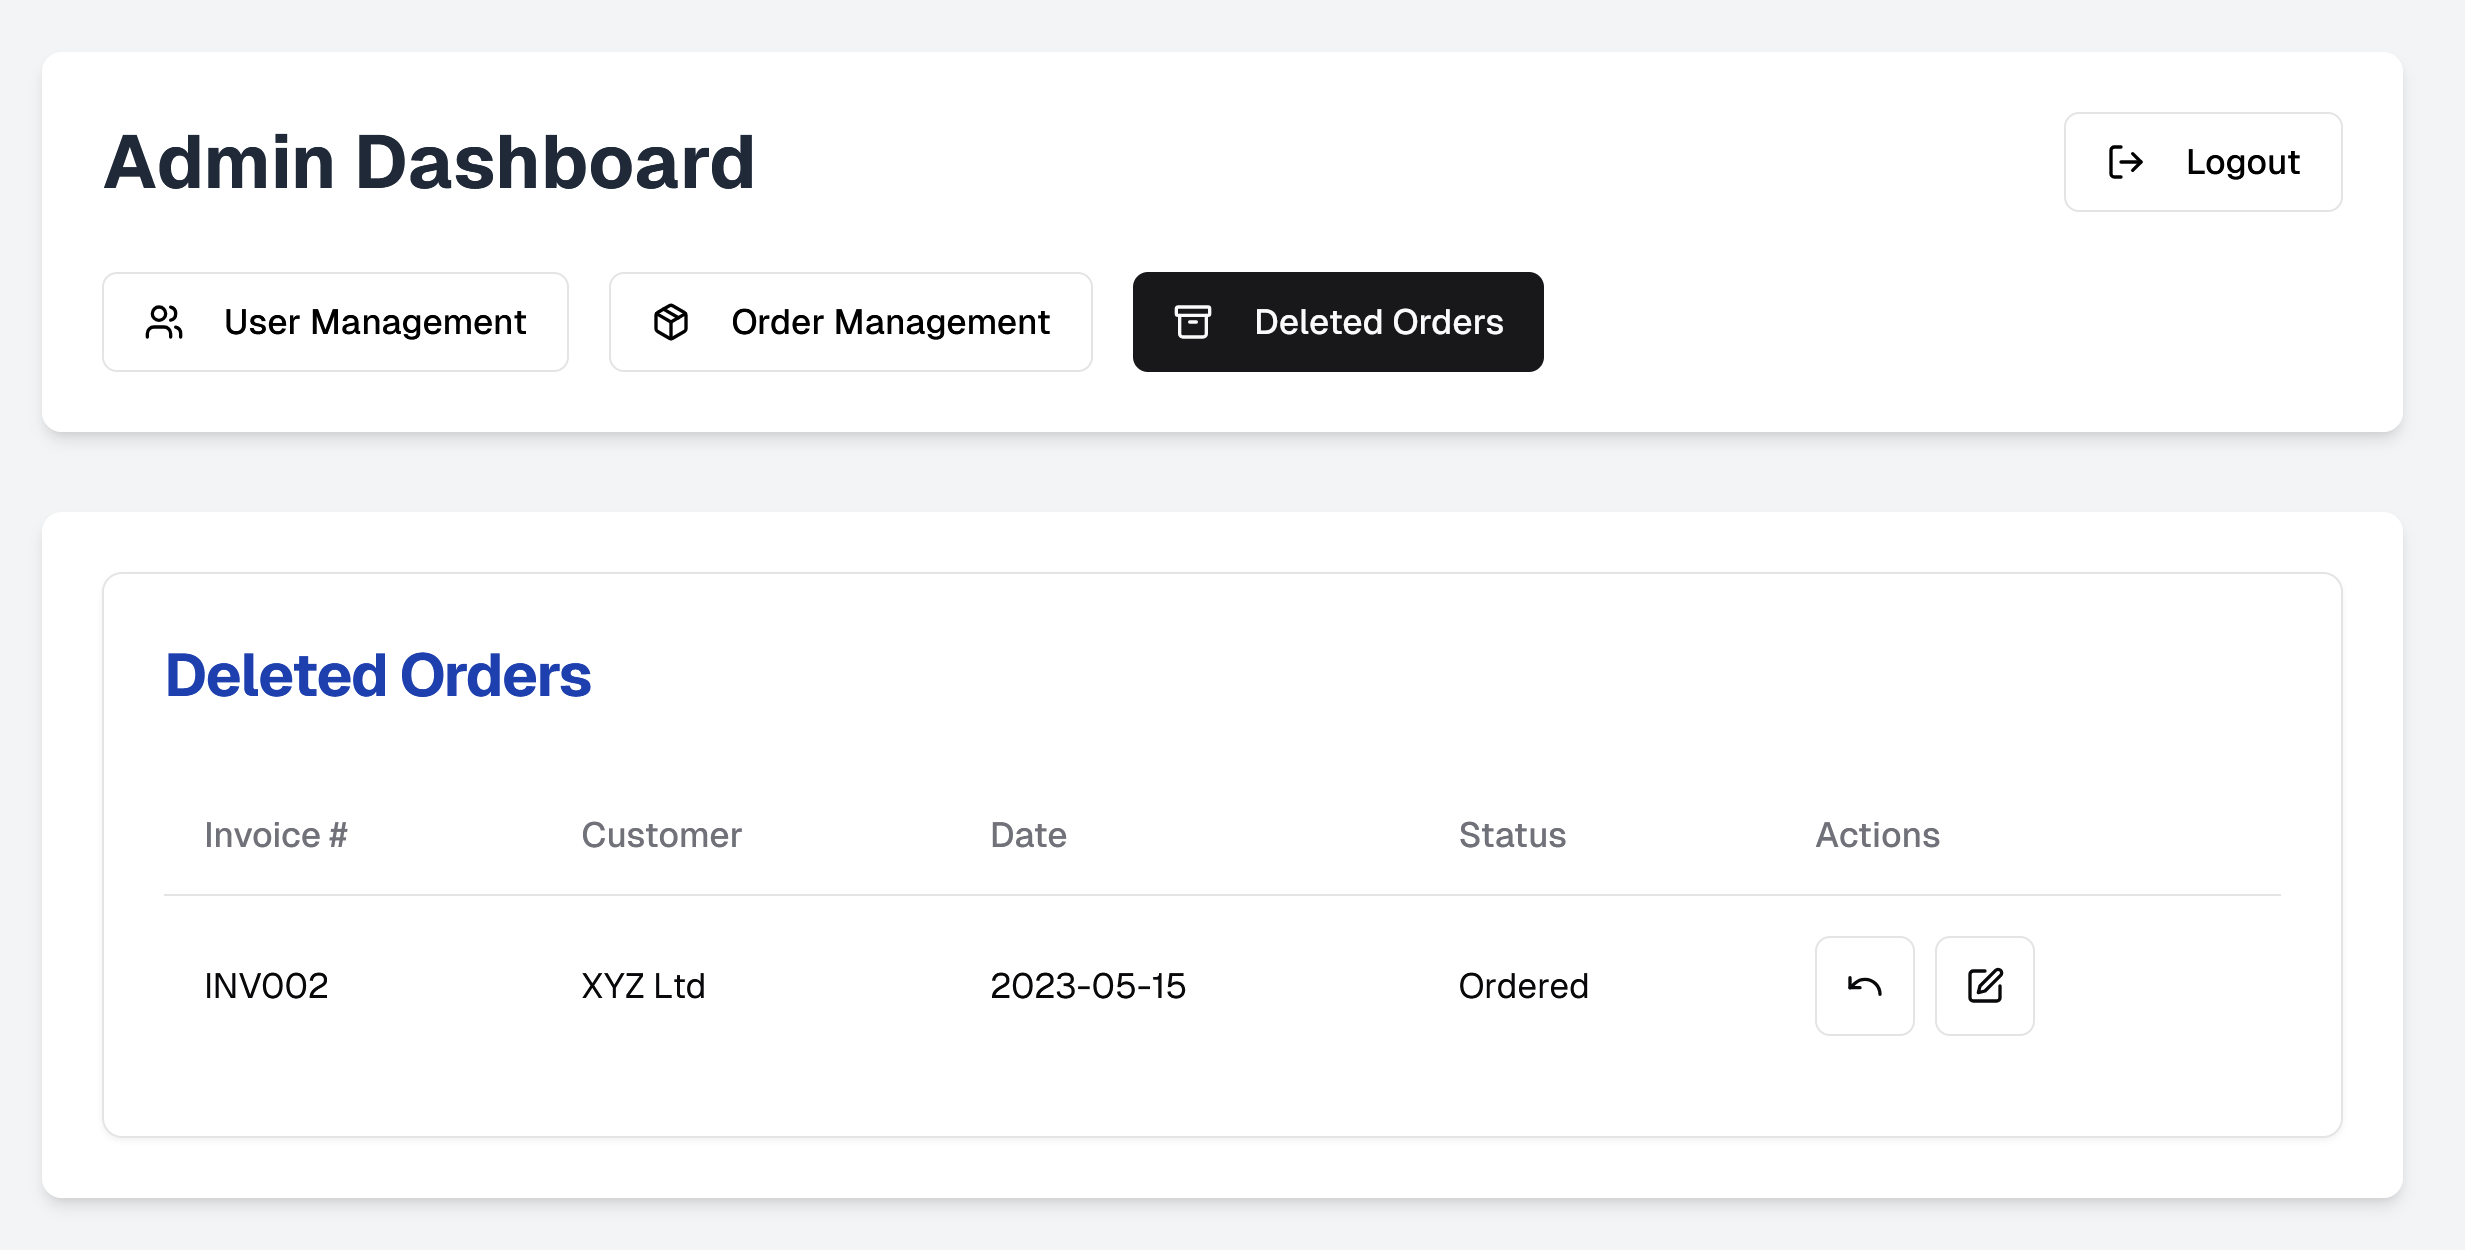 Admin Dashboard
Logout
User Management
Order Management
Deleted Orders
Deleted Orders
Invoice # Customer Date Status Actions
INV002 XYZ Ltd 2023-05-15 Ordered